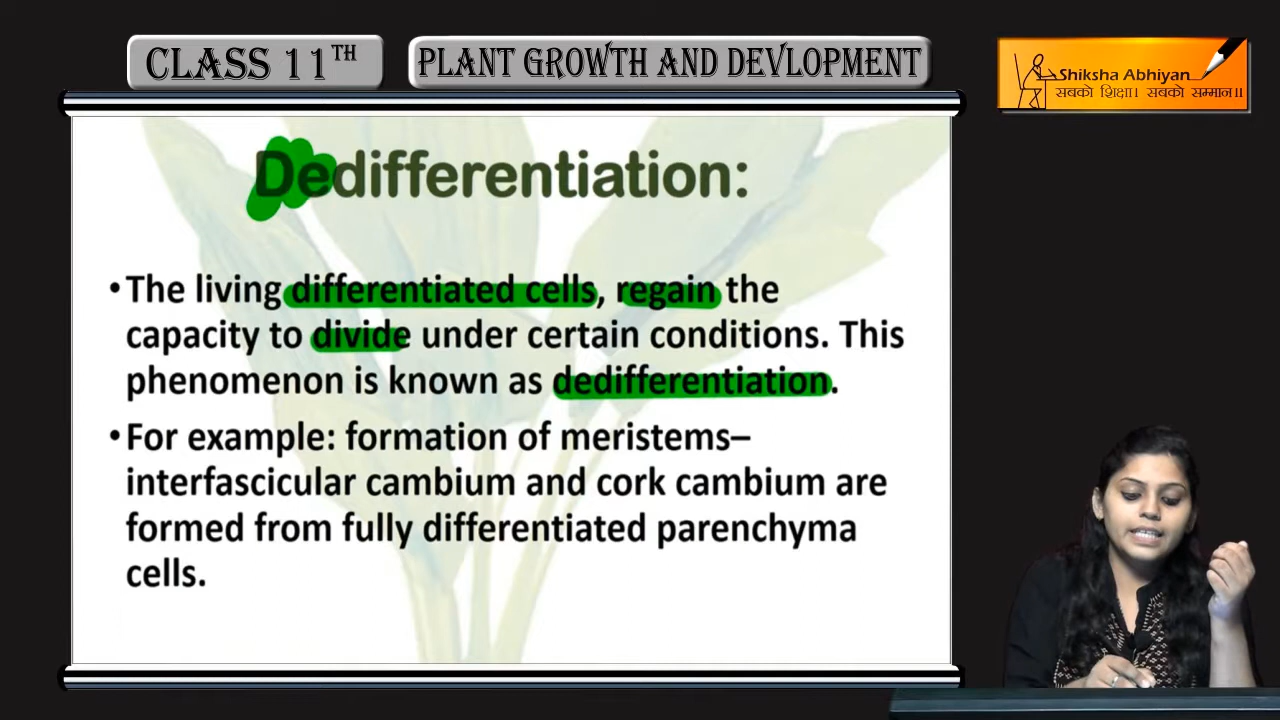 CLASS 11TH
PLANT GROWTH AND DEVLOPMENT
Shiksha Abhiyan
सबको शिक्षा। सबको सम्मान॥
Dedifferentiation:
•The living differentiated cells, regain the
capacity to divide under certain conditions. This
phenomenon is known as dedifferentiation.
•For example: formation of meristems–
interfascicular cambium and cork cambium are
formed from fully differentiated parenchyma
cells.